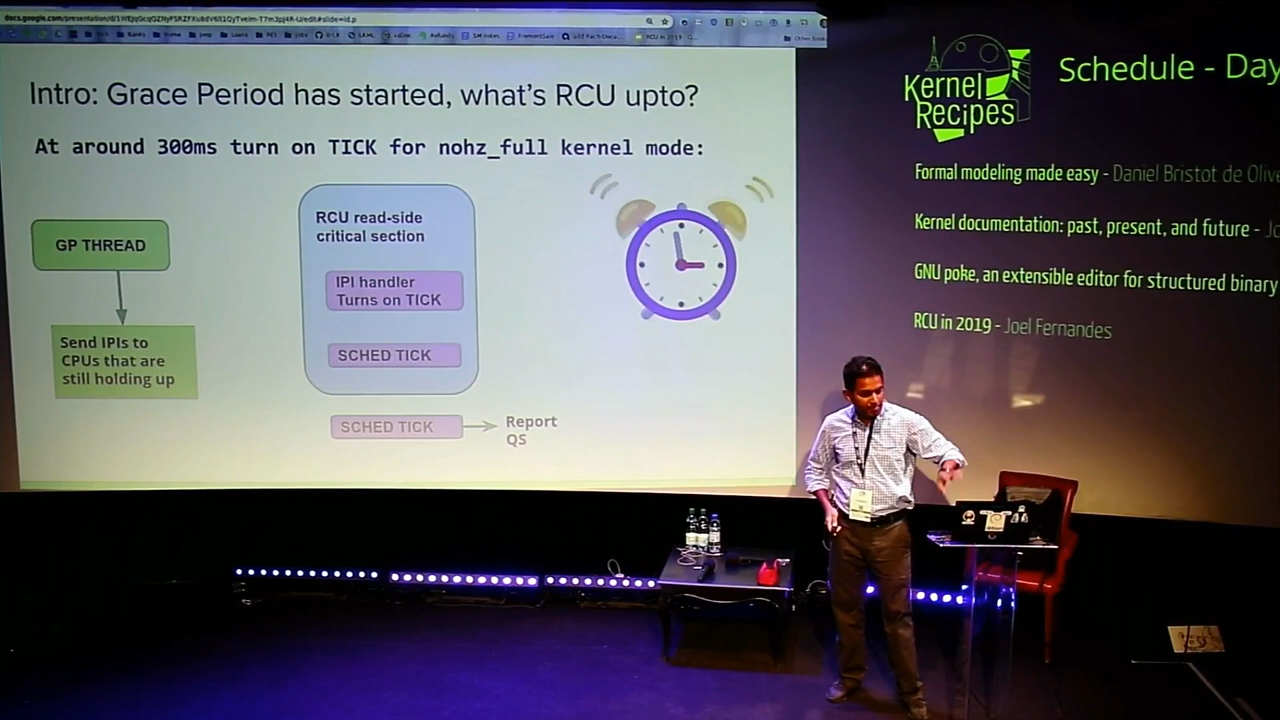 Intro: Grace Period has started, what's RCU upto?
At around 300ms turn on TICK for nohz_full kernel mode:
GP THREAD
Send IPIs to
CPUs that are
still holding up
RCU read-side
critical section
IPI handler
Turns on TICK
SCHED TICK
SCHED TICK
Report
QS
Kernel
Recipes
Schedule - Day
Formal modeling made easy - Daniel Bristot de Olive
Kernel documentation: past, present, and future - Jo
GNU poke, an extensible editor for structured binary
RCU in 2019 - Joel Fernandes